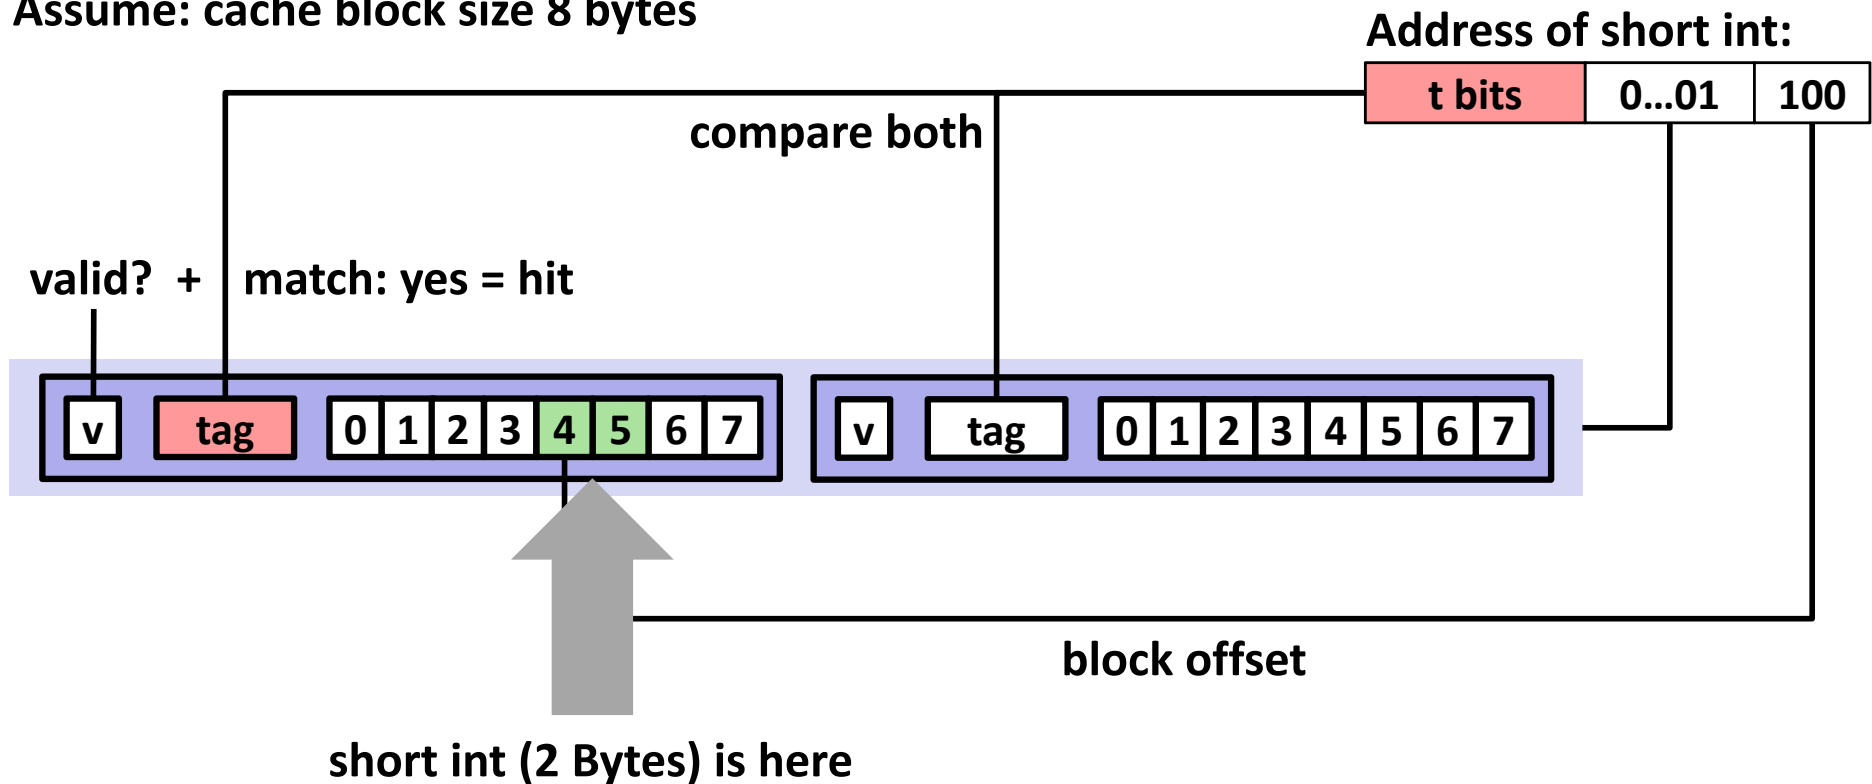 Assume: cache block size 8 bytes
Address of short int:
t bits 0...01 100
compare both
valid? + match: yes = hit
v tag 0 1 2 3 4 5 6 7 v tag 0 1 2 3 4 5 6 7
block offset
short int (2 Bytes) is here